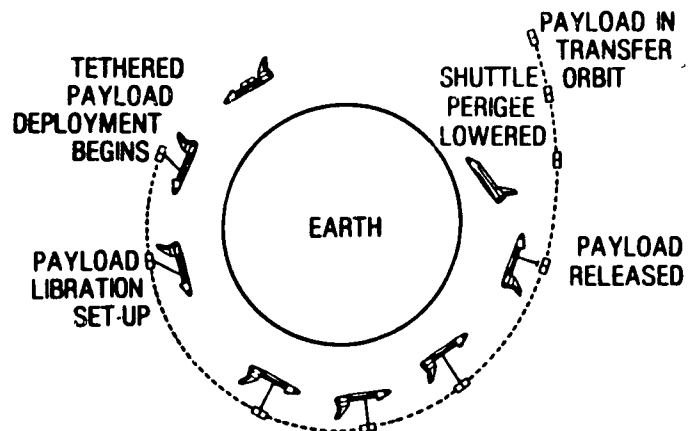 TETHERED
PAYLOAD
DEPLOYMENT
BEGINS
PAYLOAD
LIBRATION
SET-UP
EARTH
SHUTTLE
PERIGEE
LOWERED
PAYLOAD IN
TRANSFER
ORBIT
PAYLOAD
RELEASED